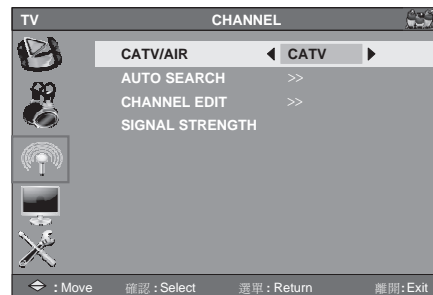 TV CHANNEL
CATV/AIR CATV
AUTO SEARCH >>
CHANNEL EDIT >>
SIGNAL STRENGTH
: Move 確認 : Select 選單 : Return 離開 : Exit